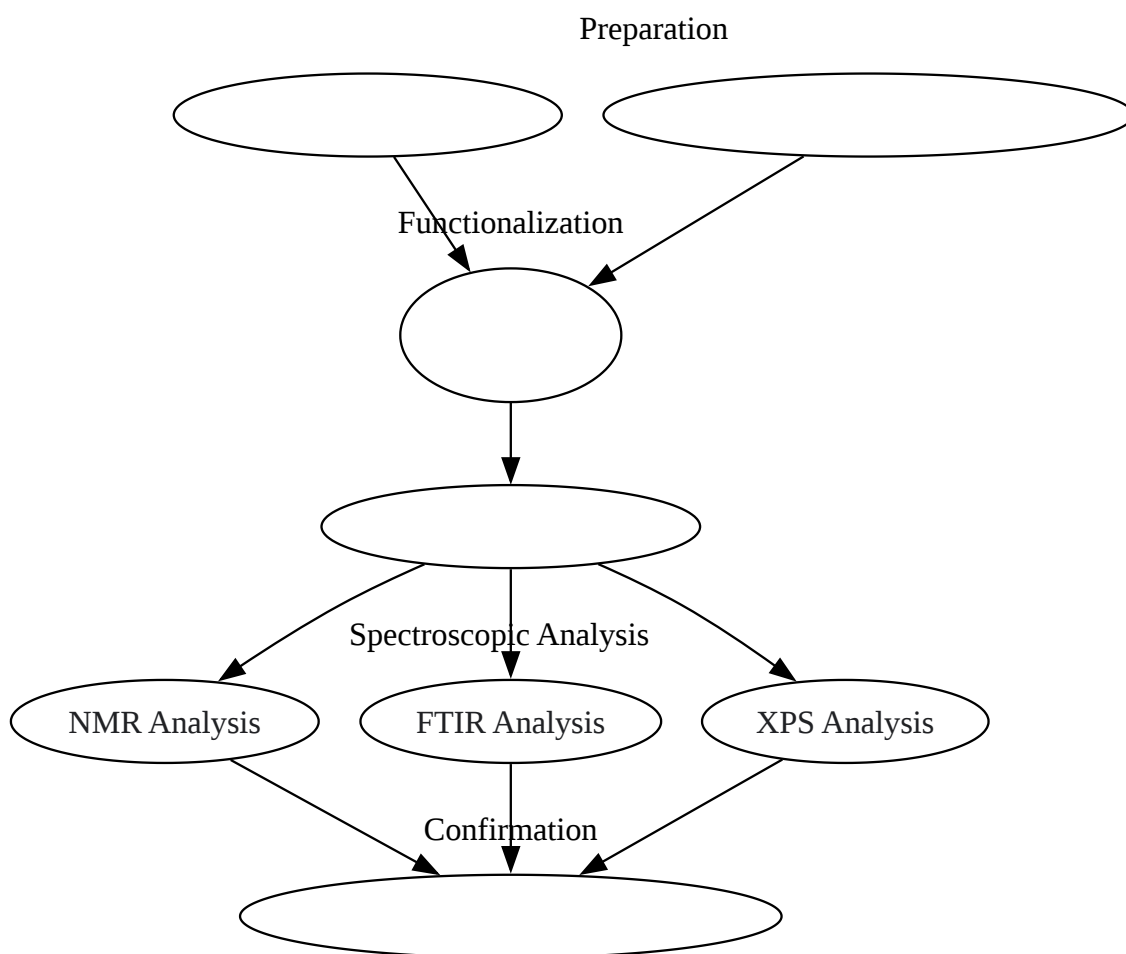 Preparation
Functionalization
Spectroscopic Analysis
NMR Analysis
FTIR Analysis
XPS Analysis
Confirmation